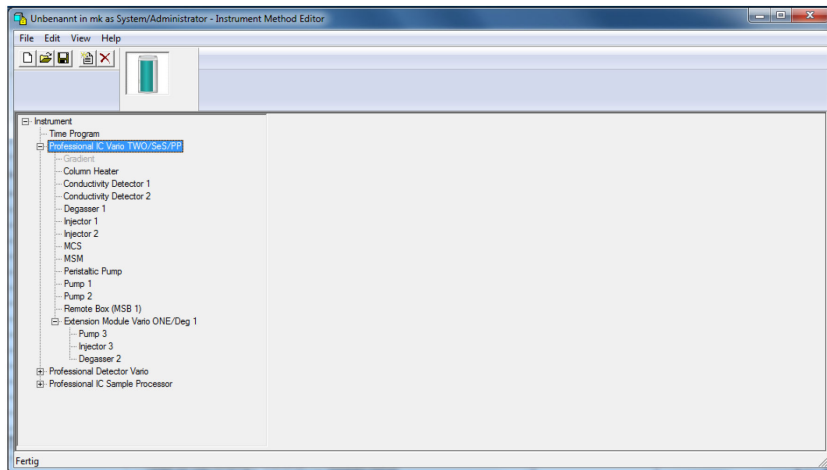 Unbenannt in mk as System/Administrator - Instrument Method Editor
File Edit View Help
Instrument
Time Program
Professional IC Vario TWO/SeS/PP
Gradient
Column Heater
Conductivity Detector 1
Conductivity Detector 2
Degasser 1
Injector 1
Injector 2
MCS
MSM
Peristaltic Pump
Pump 1
Pump 2
Remote Box (MSB 1)
Extension Module Vario ONE/Deg 1
Pump 3
Injector 3
Degasser 2
Professional Detector Vario
Professional IC Sample Processor
Fertig